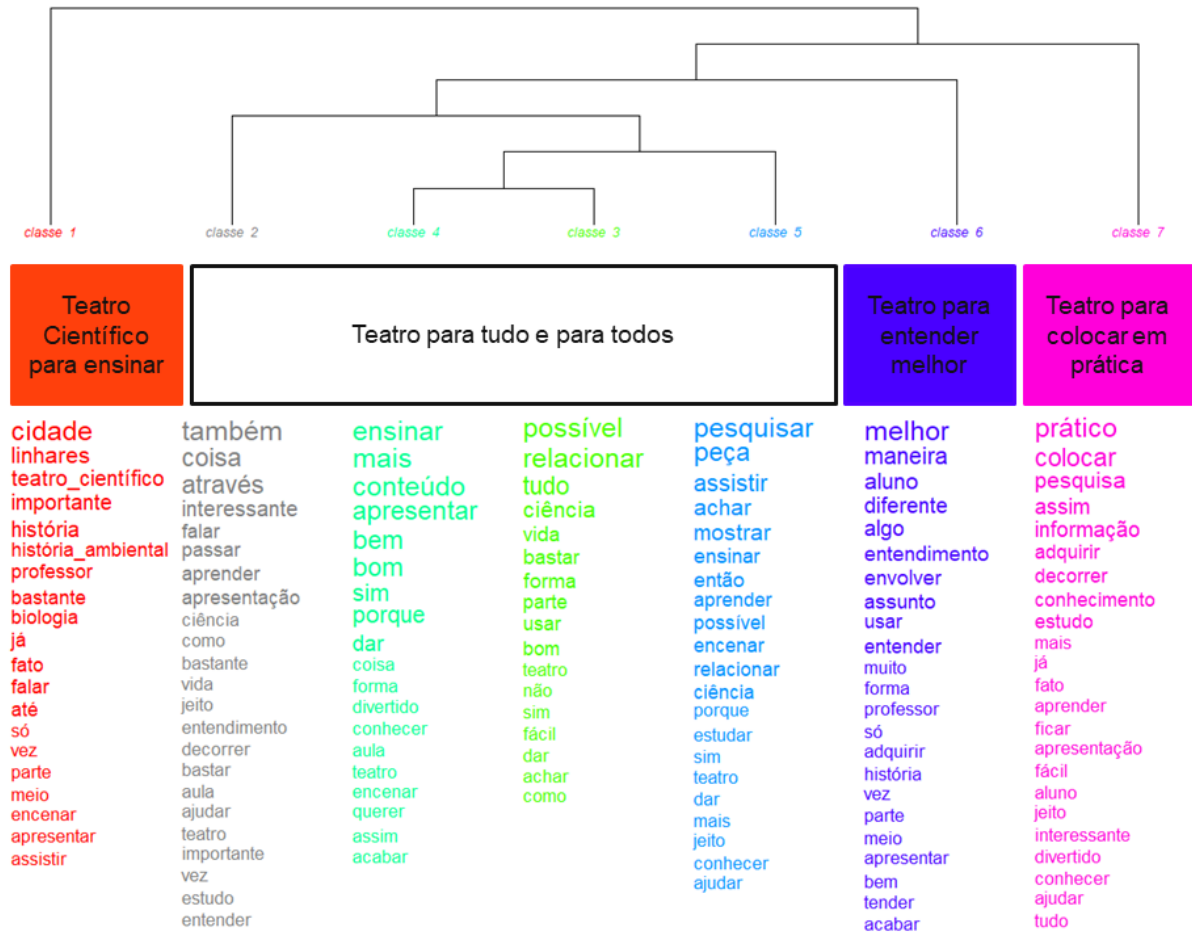 classe 1
classe 2
classe 4
classe 3
classe 5
classe 6
classe 7
Teatro
Científico
para ensinar
Teatro para tudo e para todos
Teatro para
entender
melhor
Teatro para
colocar em
prática
cidade
linhares
teatro_científico
importante
história
história_ambiental
professor
bastante
biologia
já
fato
falar
até
só
vez
parte
meio
encenar
apresentar
assistir
também
coisa
através
interessante
falar
passar
aprender
apresentação
ciência
como
bastante
vida
jeito
entendimento
decorrer
bastar
aula
ajudar
teatro
importante
vez
estudo
entender
ensinar
mais
conteúdo
apresentar
bem
bom
sim
porque
dar
coisa
forma
divertido
conhecer
aula
teatro
encenar
querer
assim
acabar
possível
relacionar
tudo
ciência
vida
bastar
forma
parte
usar
bom
teatro
não
sim
fácil
dar
achar
como
pesquisar
peça
assistir
achar
mostrar
ensinar
então
aprender
possível
encenar
relacionar
ciência
porque
estudar
sim
teatro
dar
mais
jeito
conhecer
ajudar
melhor
maneira
aluno
diferente
algo
entendimento
envolver
assunto
usar
entender
muito
forma
professor
só
adquirir
história
vez
parte
meio
apresentar
bem
tender
acabar
prático
colocar
pesquisa
assim
informação
adquirir
decorrer
conhecimento
estudo
mais
já
fato
aprender
ficar
apresentação
fácil
aluno
jeito
interessante
divertido
conhecer
ajudar
tudo